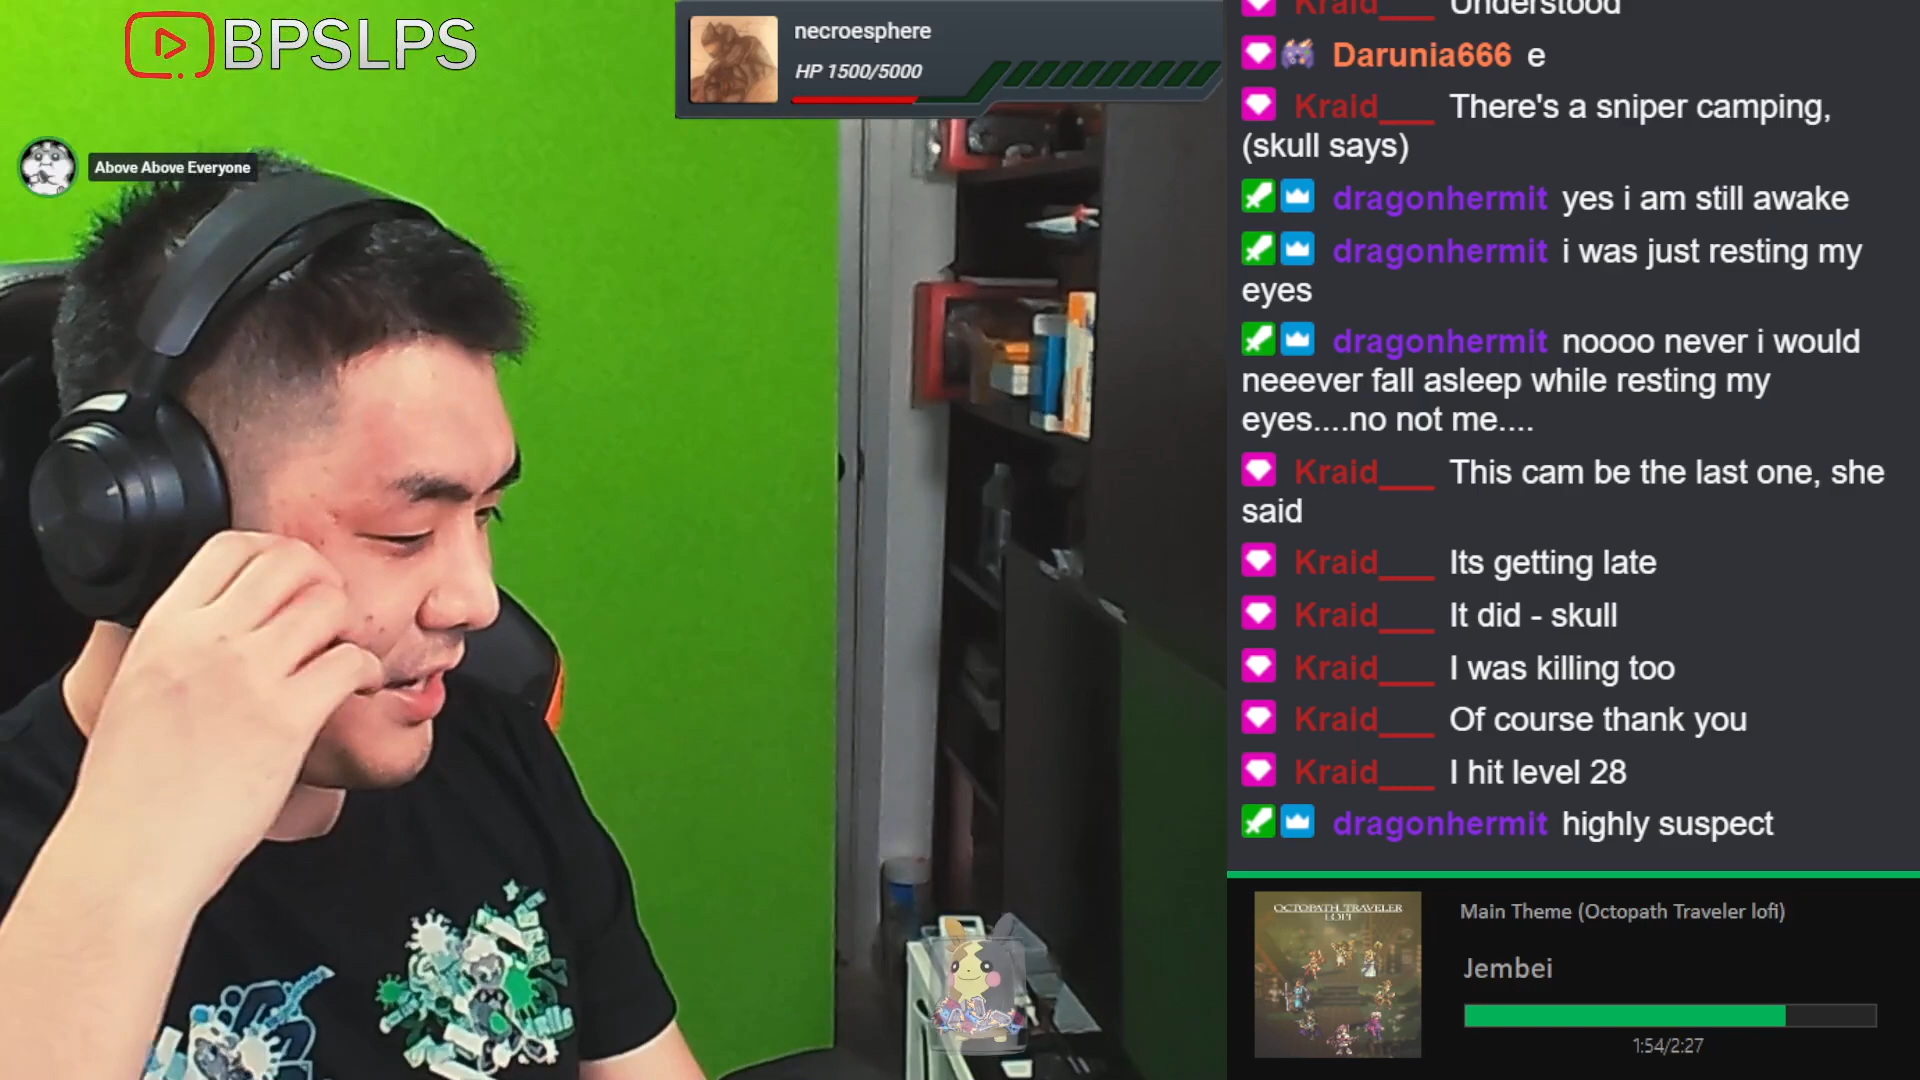 BPSLPS
necroesphere
HP 1500/5000
Above Above Everyone
Kraid___ Understood
Darunia666 e
Kraid___ There's a sniper camping,
(skull says)
dragonhermit yes i am still awake
dragonhermit i was just resting my
eyes
dragonhermit noooo never i would
neeever fall asleep while resting my
eyes....no not me....
Kraid___ This cam be the last one, she
said
Kraid___ Its getting late
Kraid___ It did - skull
Kraid___ I was killing too
Kraid___ Of course thank you
Kraid___ I hit level 28
dragonhermit highly suspect
OCTOPATH TRAVELER
LOFI
Main Theme (Octopath Traveler lofi)
Jembei
1:54/2:27